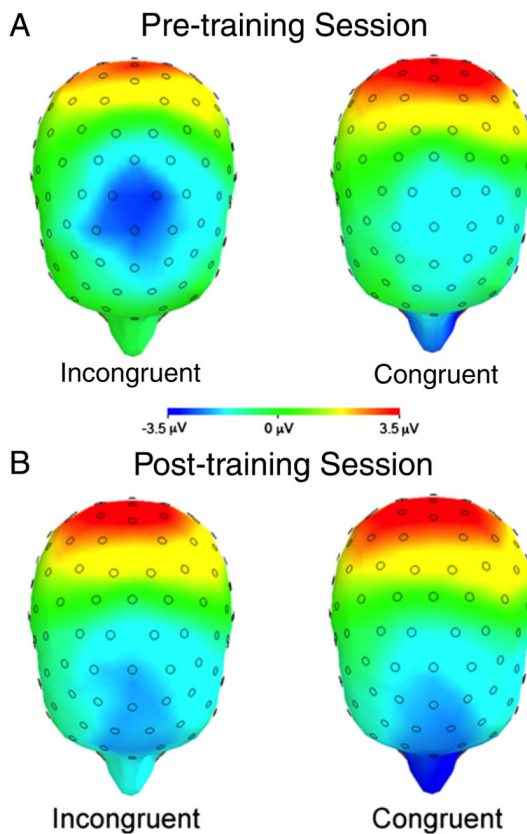 A Pre-training Session
Incongruent Congruent
-3.5 µV 0 µV 3.5 µV
B Post-training Session
Incongruent Congruent